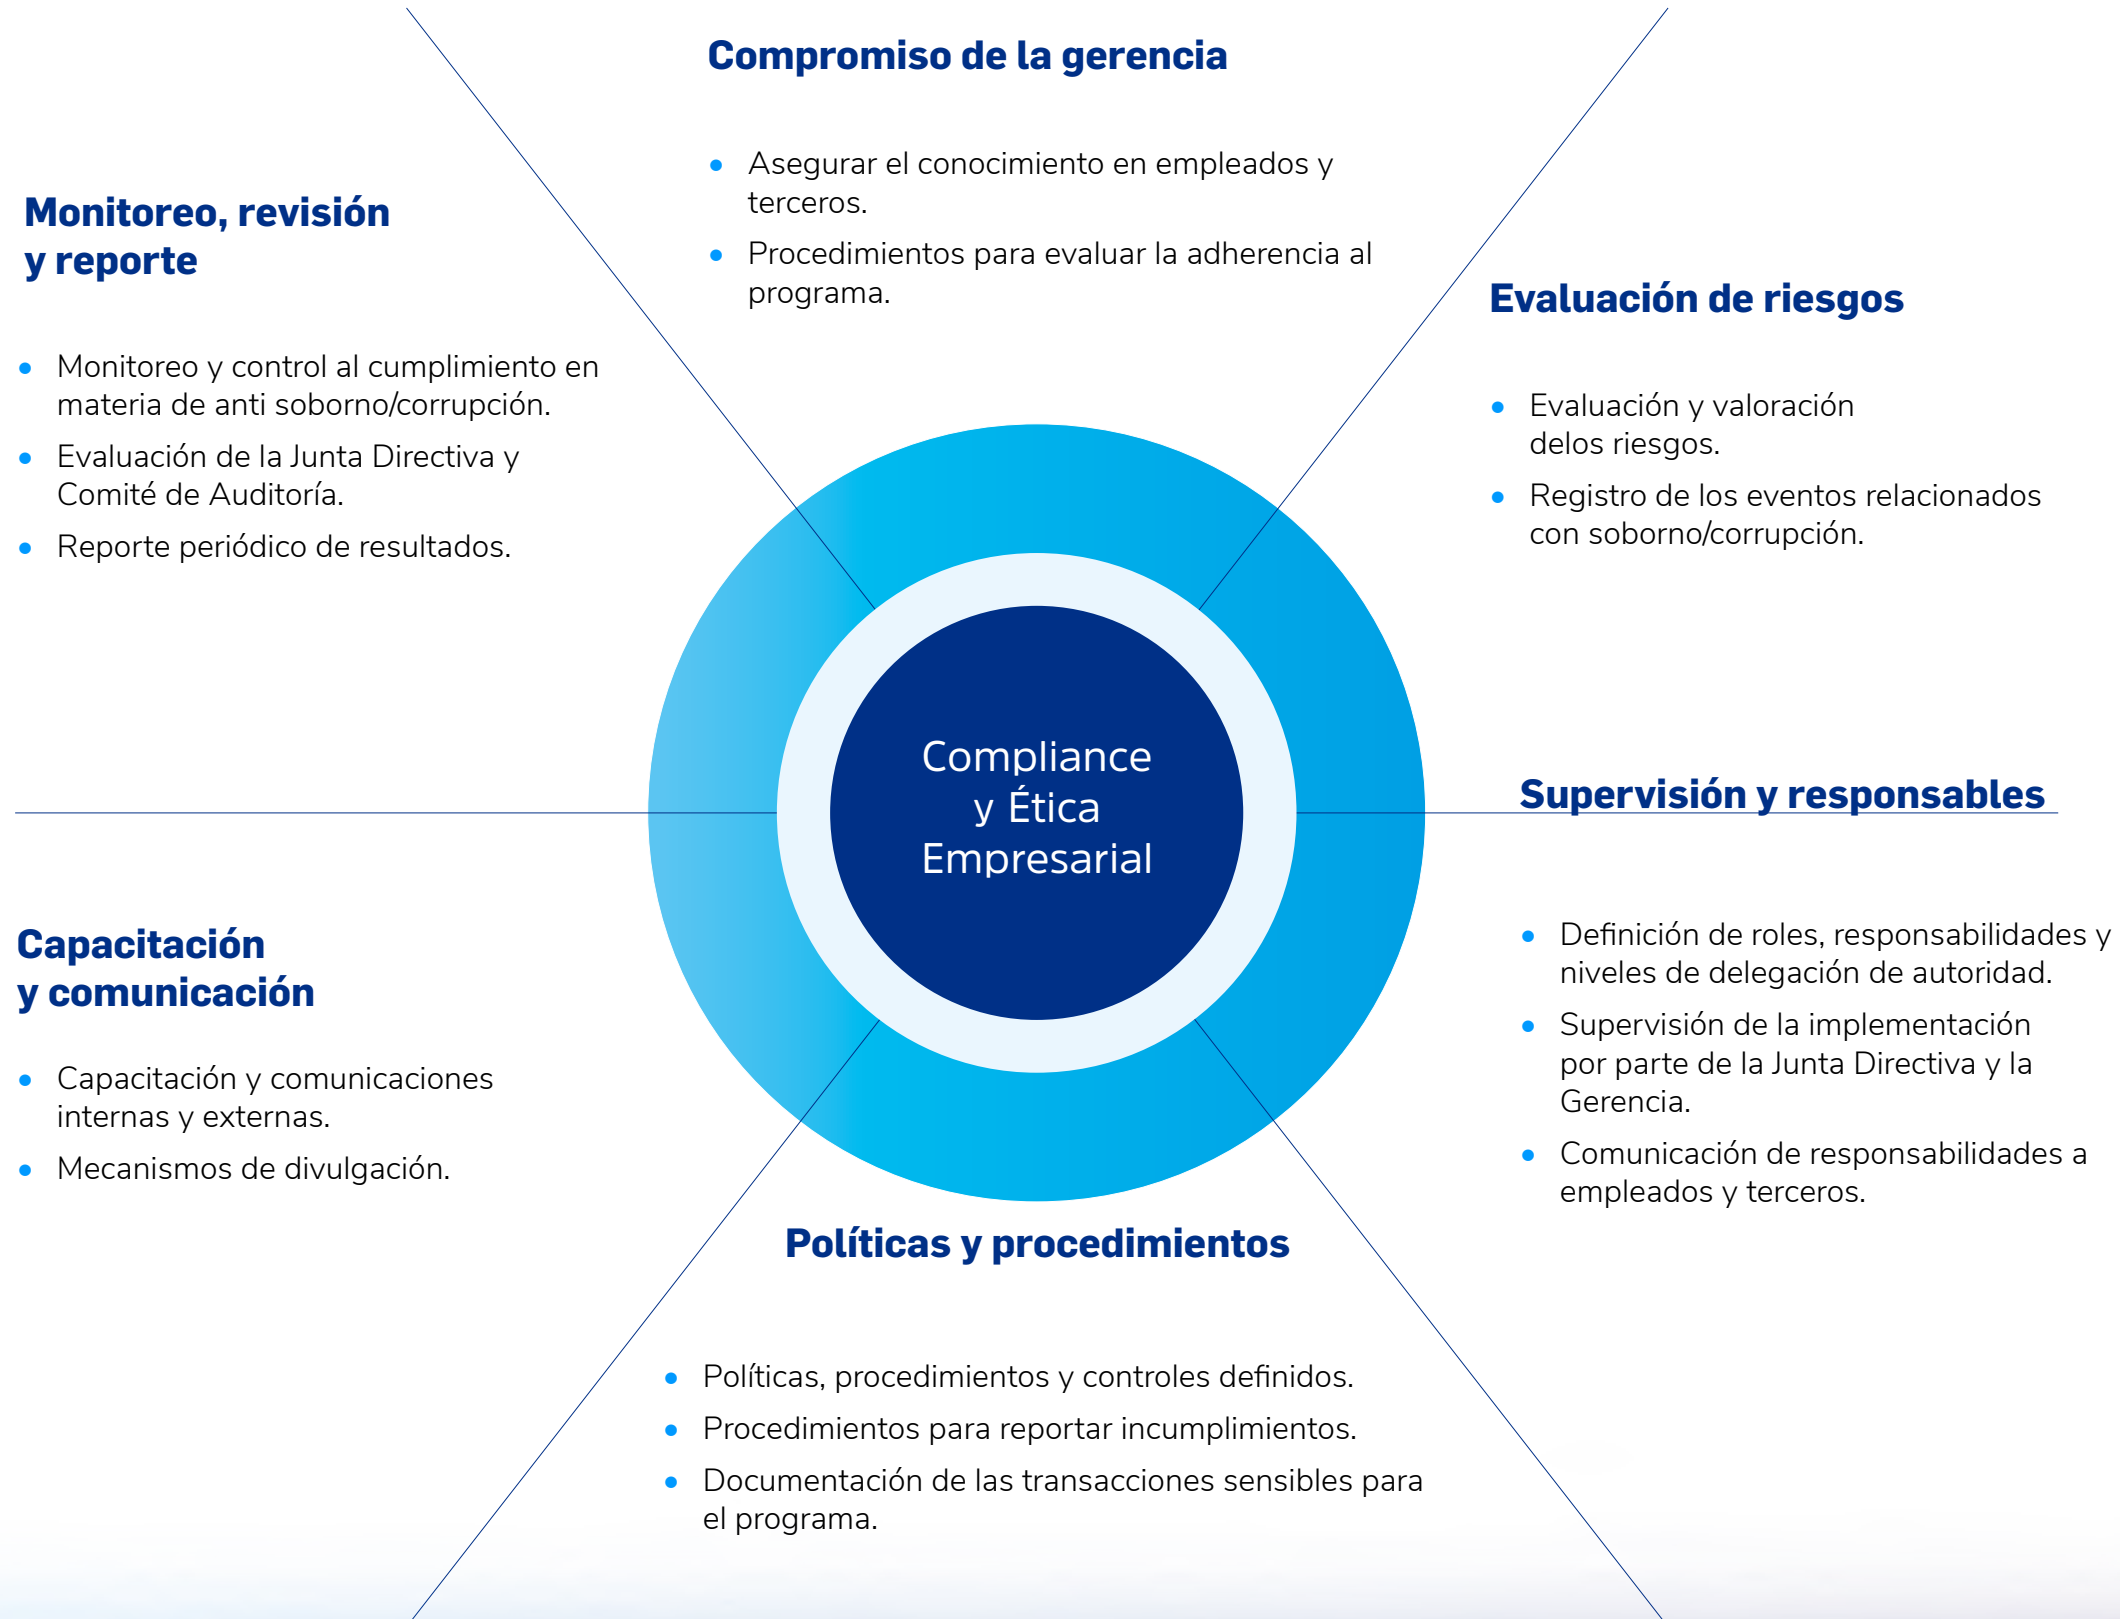 Compromiso de la gerencia
• Asegurar el conocimiento en empleados y
terceros.
• Procedimientos para evaluar la adherencia al
programa.
Monitoreo, revisión
y reporte
• Monitoreo y control al cumplimiento en
materia de anti soborno/corrupción.
• Evaluación de la Junta Directiva y
Comité de Auditoría.
• Reporte periódico de resultados.
Evaluación de riesgos
• Evaluación y valoración
delos riesgos.
• Registro de los eventos relacionados
con soborno/corrupción.
Compliance
y Ética
Empresarial
Supervisión y responsables
• Definición de roles, responsabilidades y
niveles de delegación de autoridad.
• Supervisión de la implementación
por parte de la Junta Directiva y la
Gerencia.
• Comunicación de responsabilidades a
empleados y terceros.
Capacitación
y comunicación
• Capacitación y comunicaciones
internas y externas.
• Mecanismos de divulgación.
Políticas y procedimientos
• Políticas, procedimientos y controles definidos.
• Procedimientos para reportar incumplimientos.
• Documentación de las transacciones sensibles para
el programa.